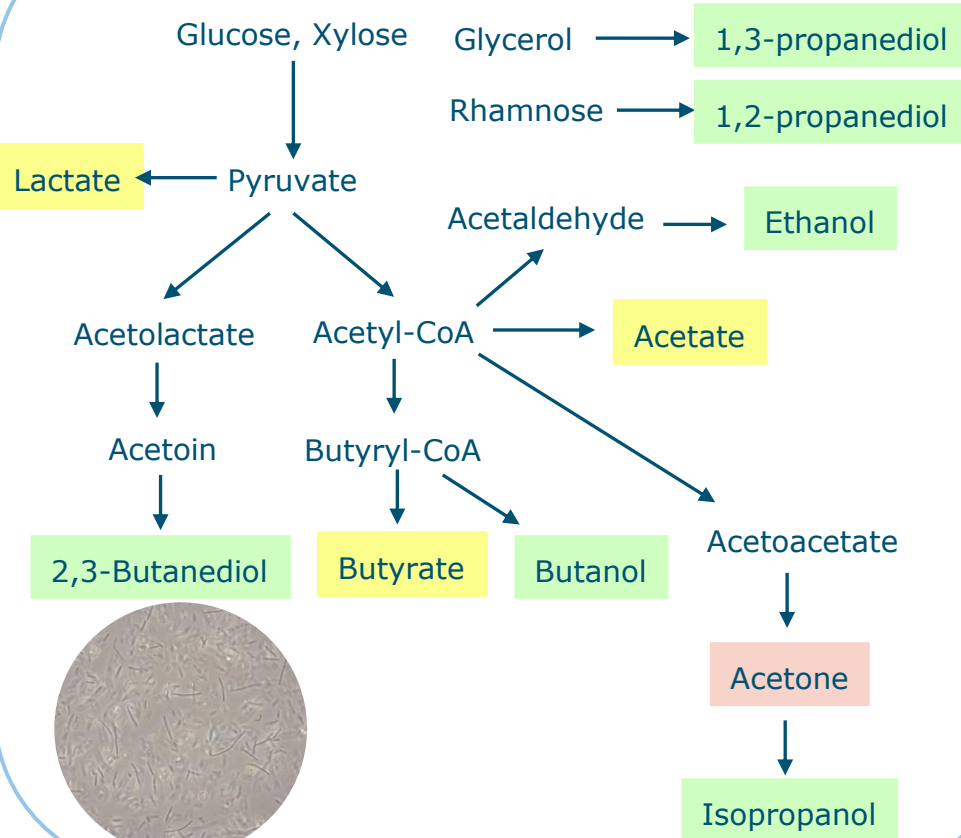 Glucose, Xylose
Glycerol
1,3-propanediol
Rhamnose
1,2-propanediol
Lactate
Pyruvate
Acetaldehyde
Ethanol
Acetolactate
Acetyl-CoA
Acetate
Acetoin
Butyryl-CoA
2,3-Butanediol
Butyrate
Butanol
Acetoacetate
Acetone
Isopropanol